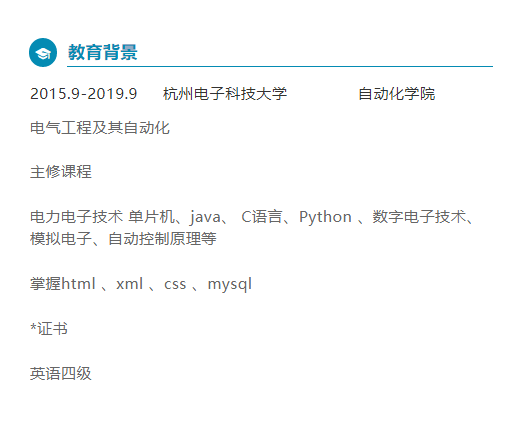 教育背景
2015.9-2019.9 杭州电子科技大学 自动化学院
电气工程及其自动化
主修课程
电力电子技术 单片机、java、 C语言、Python 、数字电子技术、
模拟电子、自动控制原理等
掌握html 、xml 、css 、mysql
*证书
英语四级